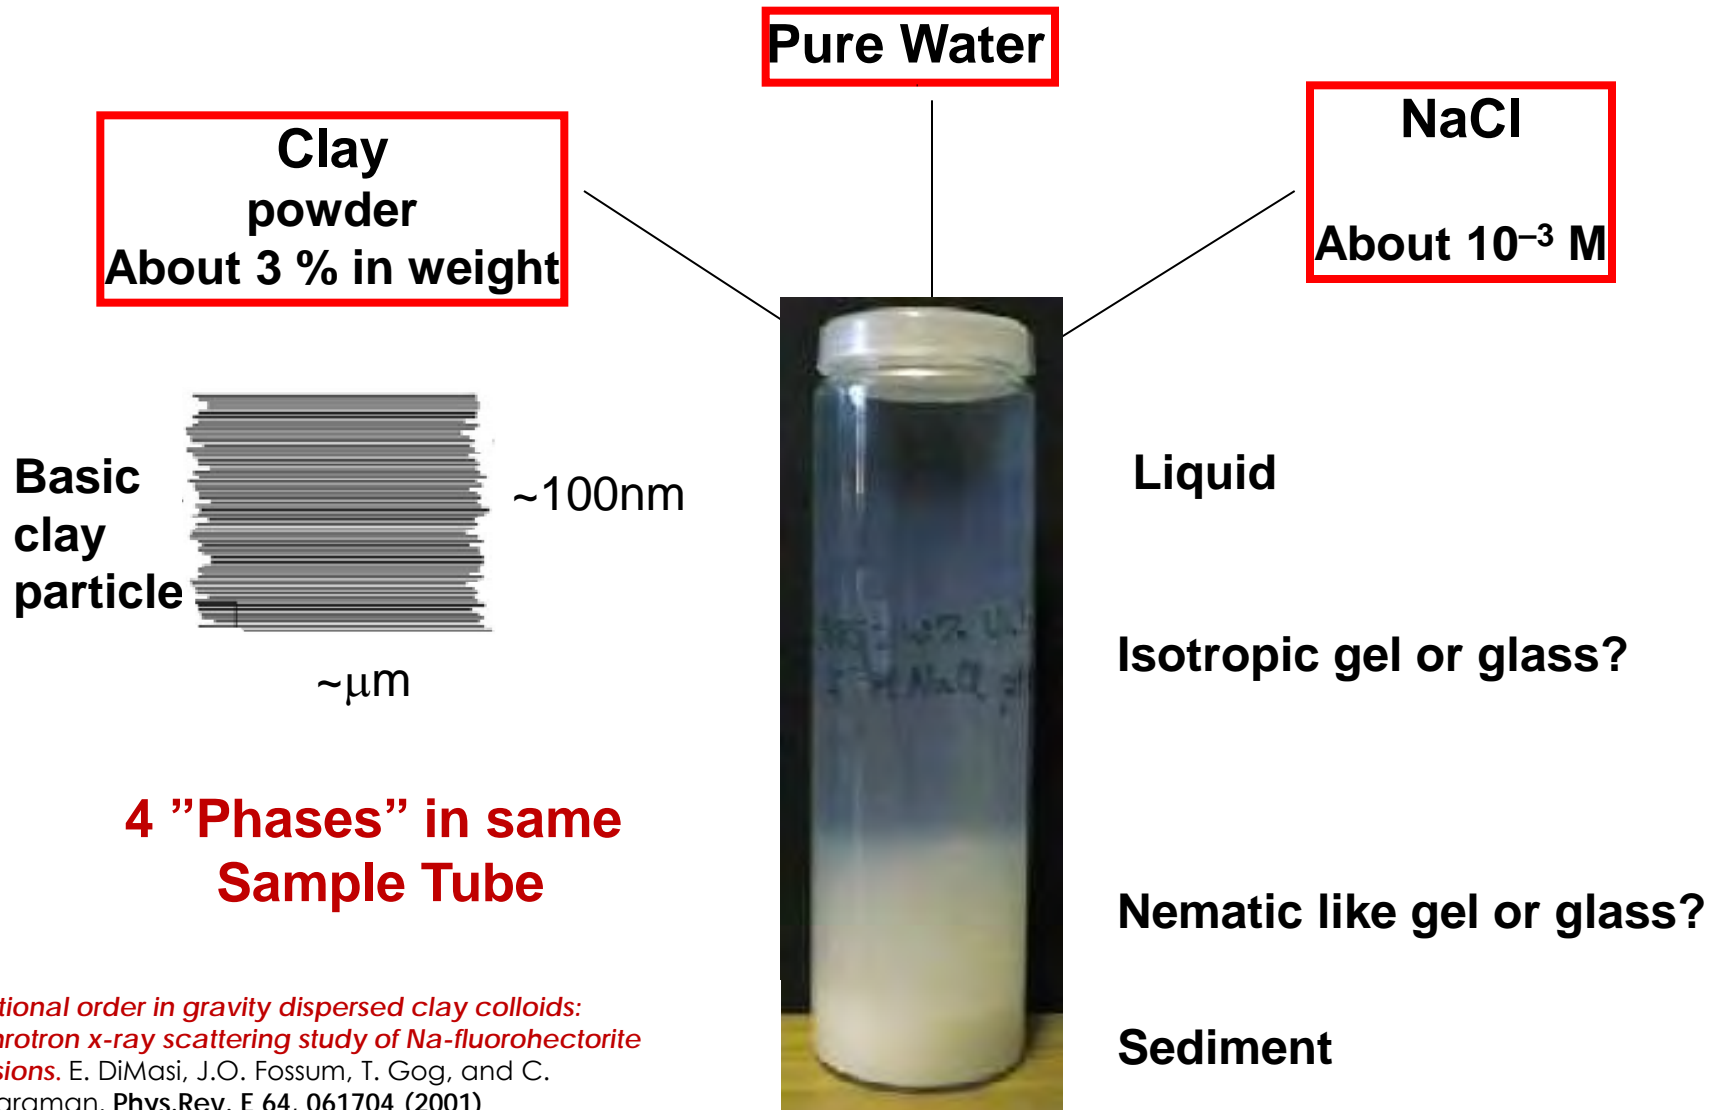 Pure Water
Clay
powder
About 3 % in weight
NaCl
About 10⁻³ M
Basic
clay
particle
~100nm
~μm
Liquid
Isotropic gel or glass?
4 ”Phases” in same
Sample Tube
Nematic like gel or glass?
Sediment
tional order in gravity dispersed clay colloids:
hrotron x-ray scattering study of Na-fluorohectorite
sions. E. DiMasi, J.O. Fossum, T. Gog, and C.
araman. Phys.Rev. E 64, 061704 (2001)
NaCl